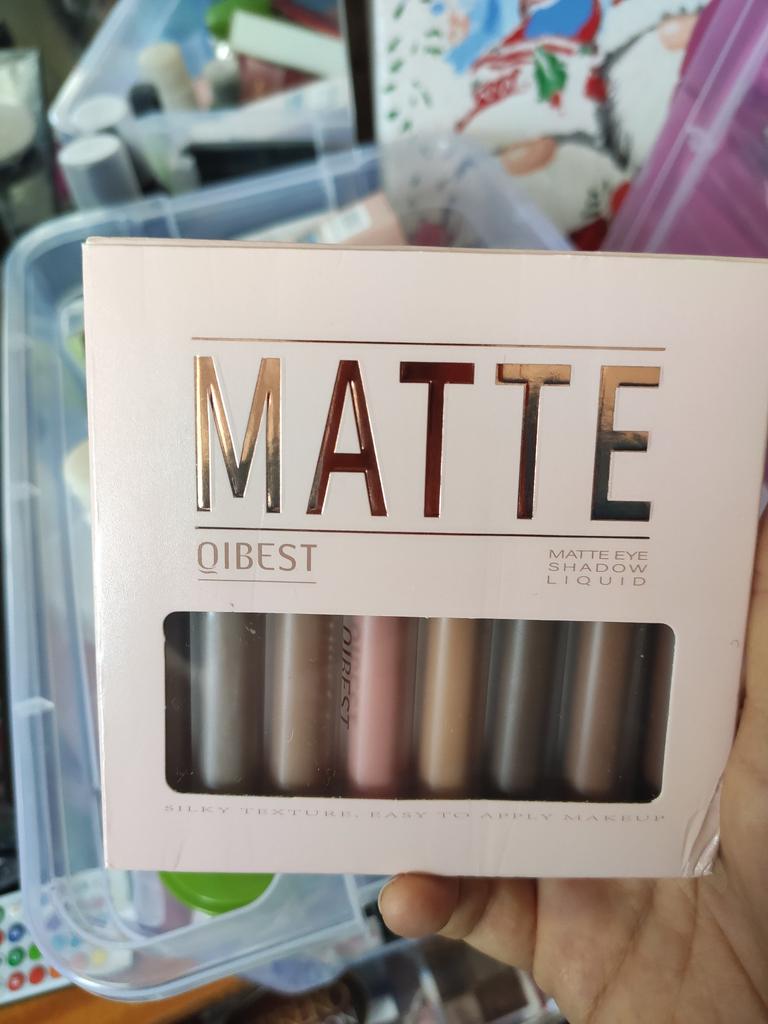 MATTE
QIBEST
MATTE EYE
SHADOW
LIQUID
QIBEST
SILKY TEXTURE, EASY TO APPLY MAKEUP